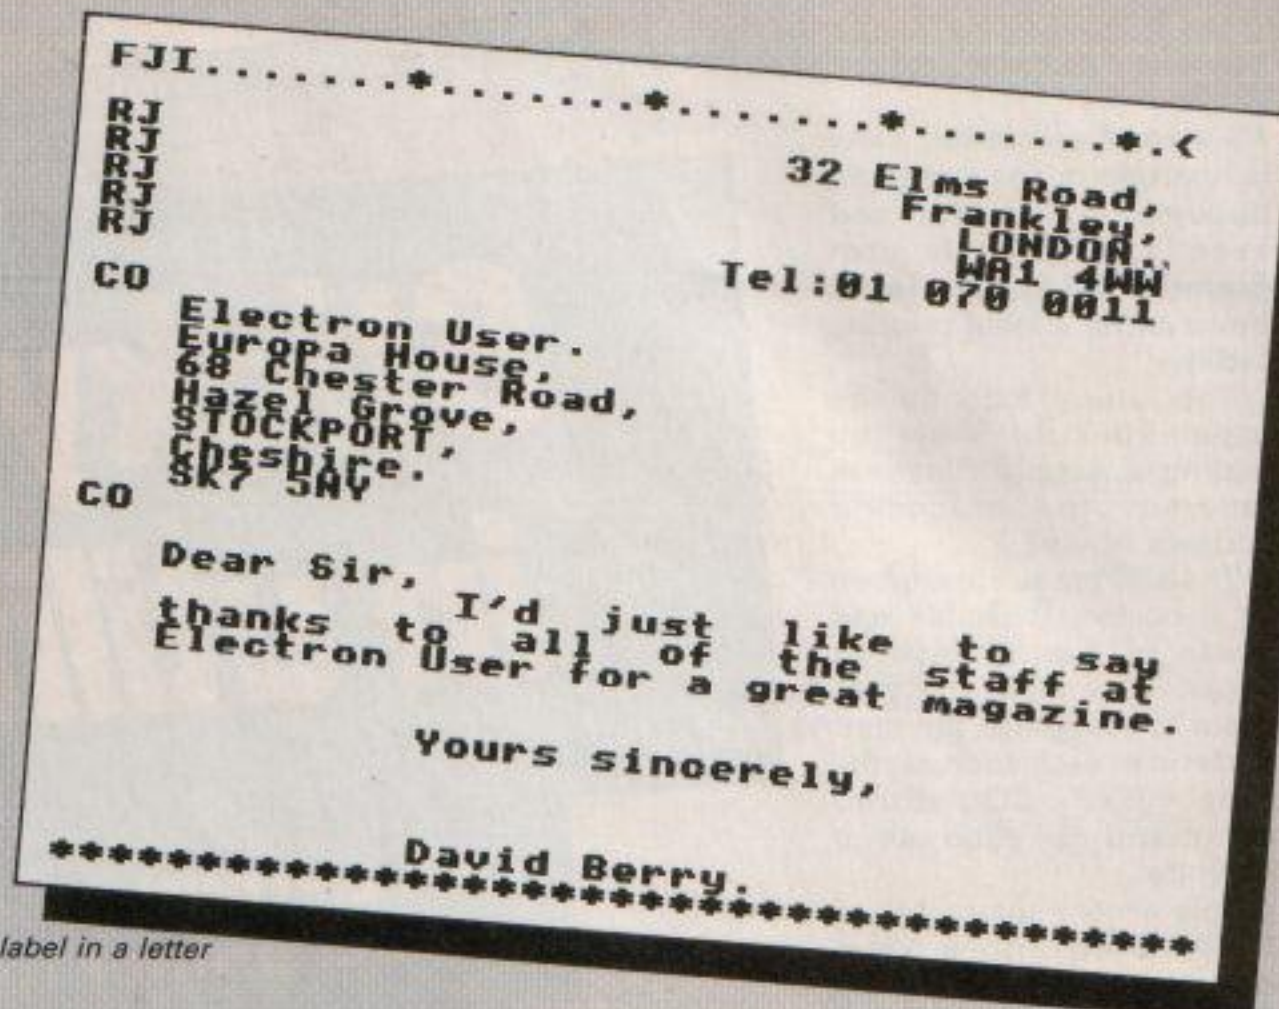 FJI.......*.......*.......*.......*.<
RJ 32 Elms Road,
RJ Frankley,
RJ LONDON..
RJ WA1 4WW
RJ Tel:01 070 0011
CO
Electron User.
Europa House,
68 Chester Road,
Hazel Grove,
STOCKPORT,
Cheshire.
SK7 5NY
CO
Dear Sir,
I'd just like to say
thanks to all of the staff at
Electron User for a great magazine.
Yours sincerely,
David Berry.
***************************************
label in a letter